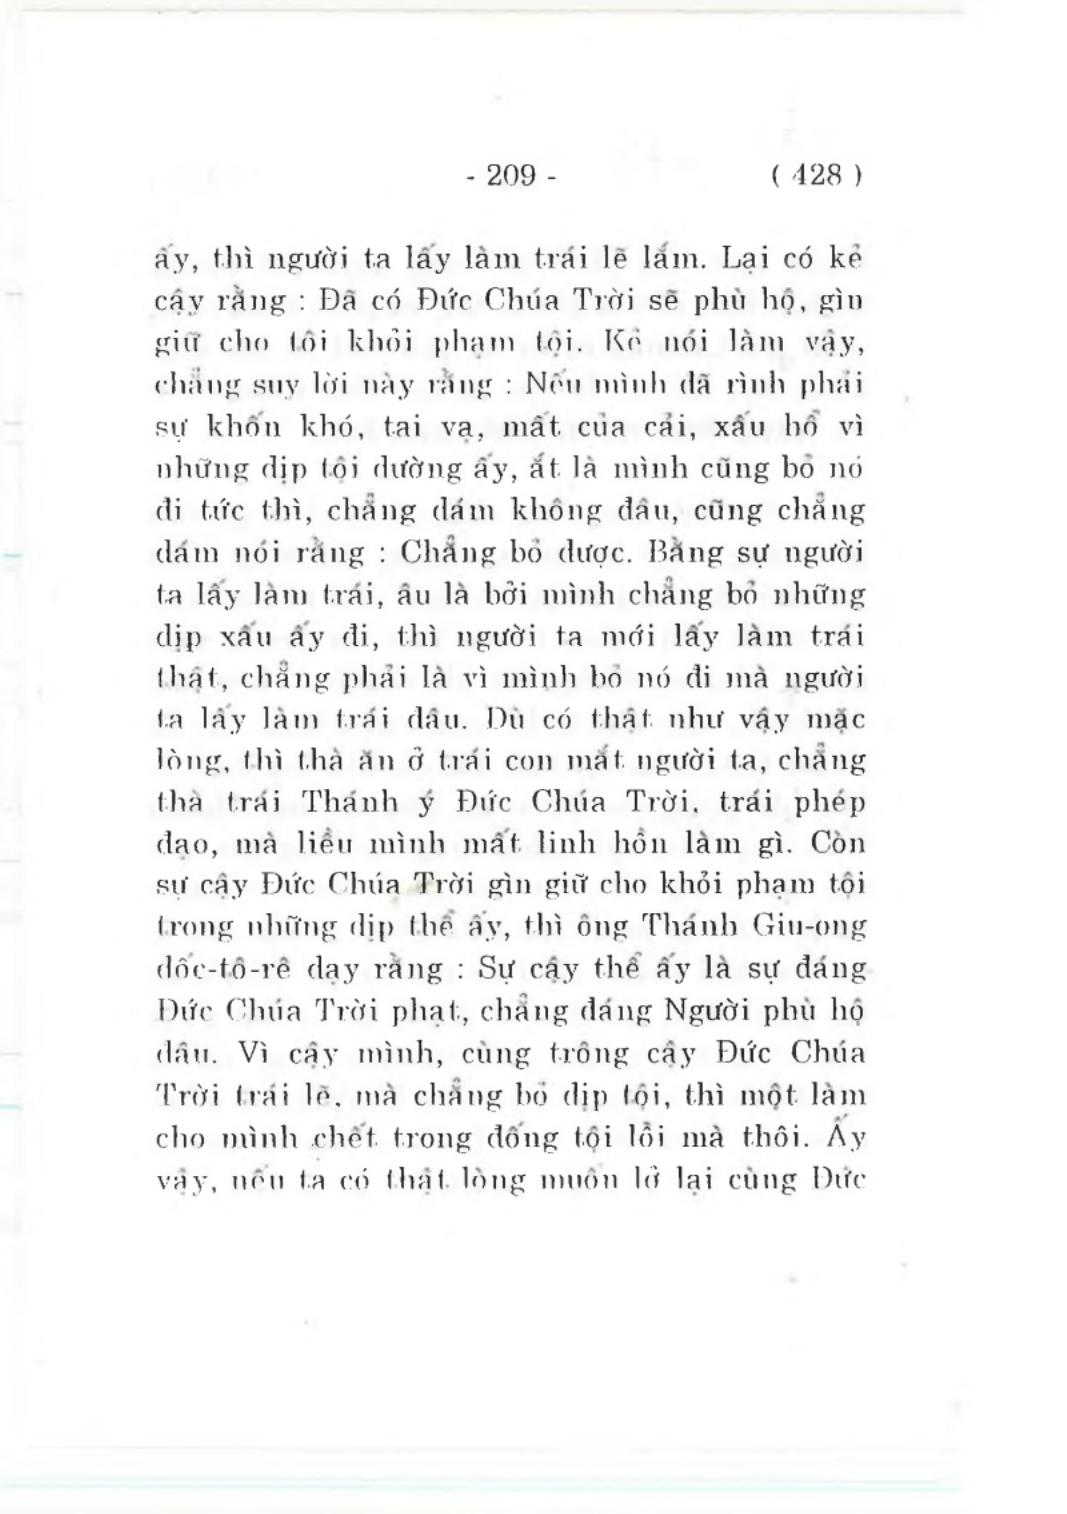 - 209 - ( 428 )
ấy, thì người ta lấy làm trái lẽ lắm. Lại có kẻ
cậy rằng : Đã có Đức Chúa Trời sẽ phù hộ, gìn
giữ cho tôi khỏi phạm tội. Kẻ nói làm vậy,
chẳng suy lời này rằng : Nếu mình đã rình phải
sự khốn khó, tai vạ, mất của cải, xấu hổ vì
những dịp tội dường ấy, ắt là mình cũng bỏ nó
đi tức thì, chẳng dám không đâu, cũng chẳng
dám nói rằng : Chẳng bỏ được. Bằng sự người
ta lấy làm trái, âu là bởi mình chẳng bỏ những
dịp xấu ấy đi, thì người ta mới lấy làm trái
thật, chẳng phải là vì mình bỏ nó đi mà người
ta lấy làm trái đâu. Dù có thật như vậy mặc
lòng, thì thà ăn ở trái con mắt người ta, chẳng
thà trái Thánh ý Đức Chúa Trời, trái phép
đạo, mà liều mình mất linh hồn làm gì. Còn
sự cậy Đức Chúa Trời gìn giữ cho khỏi phạm tội
trong những dịp thể ấy, thì ông Thánh Giu-ong
đốc-tô-rê dạy rằng : Sự cậy thể ấy là sự đáng
Đức Chúa Trời phạt, chẳng đáng Người phù hộ
đâu. Vì cậy mình, cùng trông cậy Đức Chúa
Trời trái lẽ, mà chẳng bỏ dịp tội, thì một làm
cho mình chết trong đống tội lỗi mà thôi. Ấy
vậy, nếu ta có thật lòng muốn lở lại cùng Đức